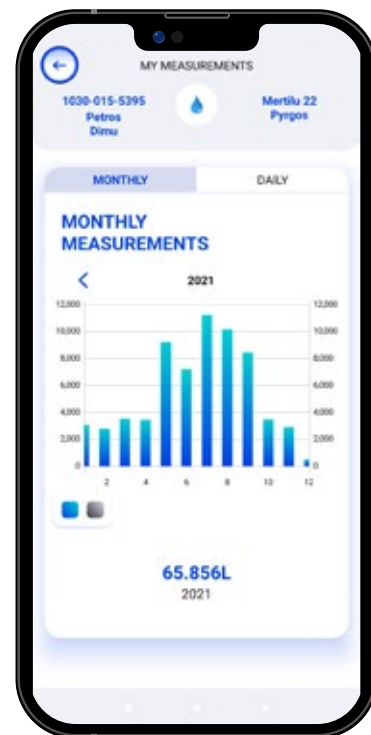 MY MEASUREMENTS
1030-015-5395
Petros
Dimu
Mertilu 22
Pyrgos
MONTHLY DAILY
MONTHLY
MEASUREMENTS
2021
12,000 12,000
10,000 10,000
8,000 8,000
6,000 6,000
4,000 4,000
2,000 2,000
0 0
2 4 6 8 10 12
65.856L
2021